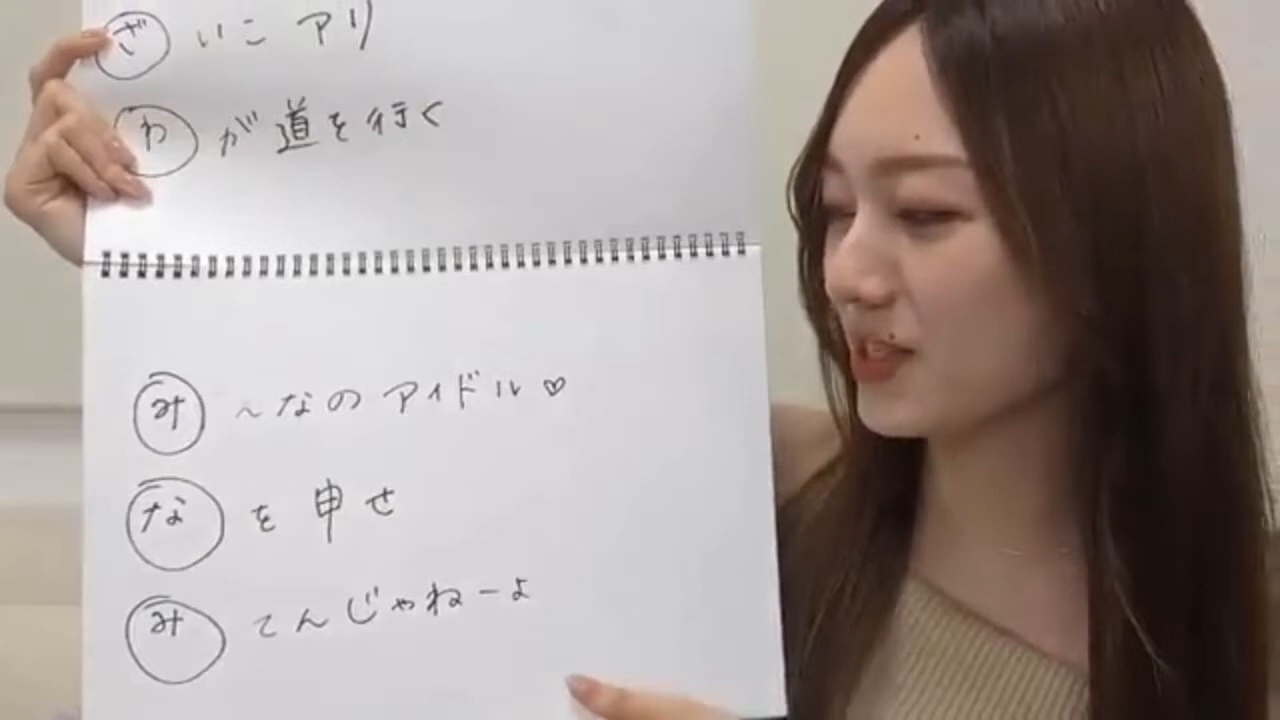 ざいこアリ
わが道を行く
み~なのアイドル♡
なを申せ
みてんじゃねーよ